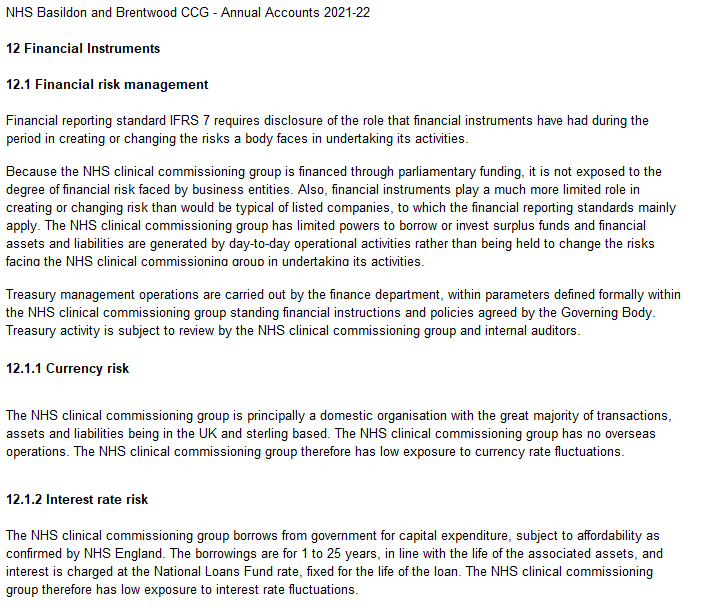 NHS Basildon and Brentwood CCG - Annual Accounts 2021-22
12 Financial Instruments
12.1 Financial risk management
Financial reporting standard IFRS 7 requires disclosure of the role that financial instruments have had during the
period in creating or changing the risks a body faces in undertaking its activities.
Because the NHS clinical commissioning group is financed through parliamentary funding, it is not exposed to the
degree of financial risk faced by business entities. Also, financial instruments play a much more limited role in
creating or changing risk than would be typical of listed companies, to which the financial reporting standards mainly
apply. The NHS clinical commissioning group has limited powers to borrow or invest surplus funds and financial
assets and liabilities are generated by day-to-day operational activities rather than being held to change the risks
facing the NHS clinical commissioning group in undertaking its activities.
Treasury management operations are carried out by the finance department, within parameters defined formally within
the NHS clinical commissioning group standing financial instructions and policies agreed by the Governing Body.
Treasury activity is subject to review by the NHS clinical commissioning group and internal auditors.
12.1.1 Currency risk
The NHS clinical commissioning group is principally a domestic organisation with the great majority of transactions,
assets and liabilities being in the UK and sterling based. The NHS clinical commissioning group has no overseas
operations. The NHS clinical commissioning group therefore has low exposure to currency rate fluctuations.
12.1.2 Interest rate risk
The NHS clinical commissioning group borrows from government for capital expenditure, subject to affordability as
confirmed by NHS England. The borrowings are for 1 to 25 years, in line with the life of the associated assets, and
interest is charged at the National Loans Fund rate, fixed for the life of the loan. The NHS clinical commissioning
group therefore has low exposure to interest rate fluctuations.